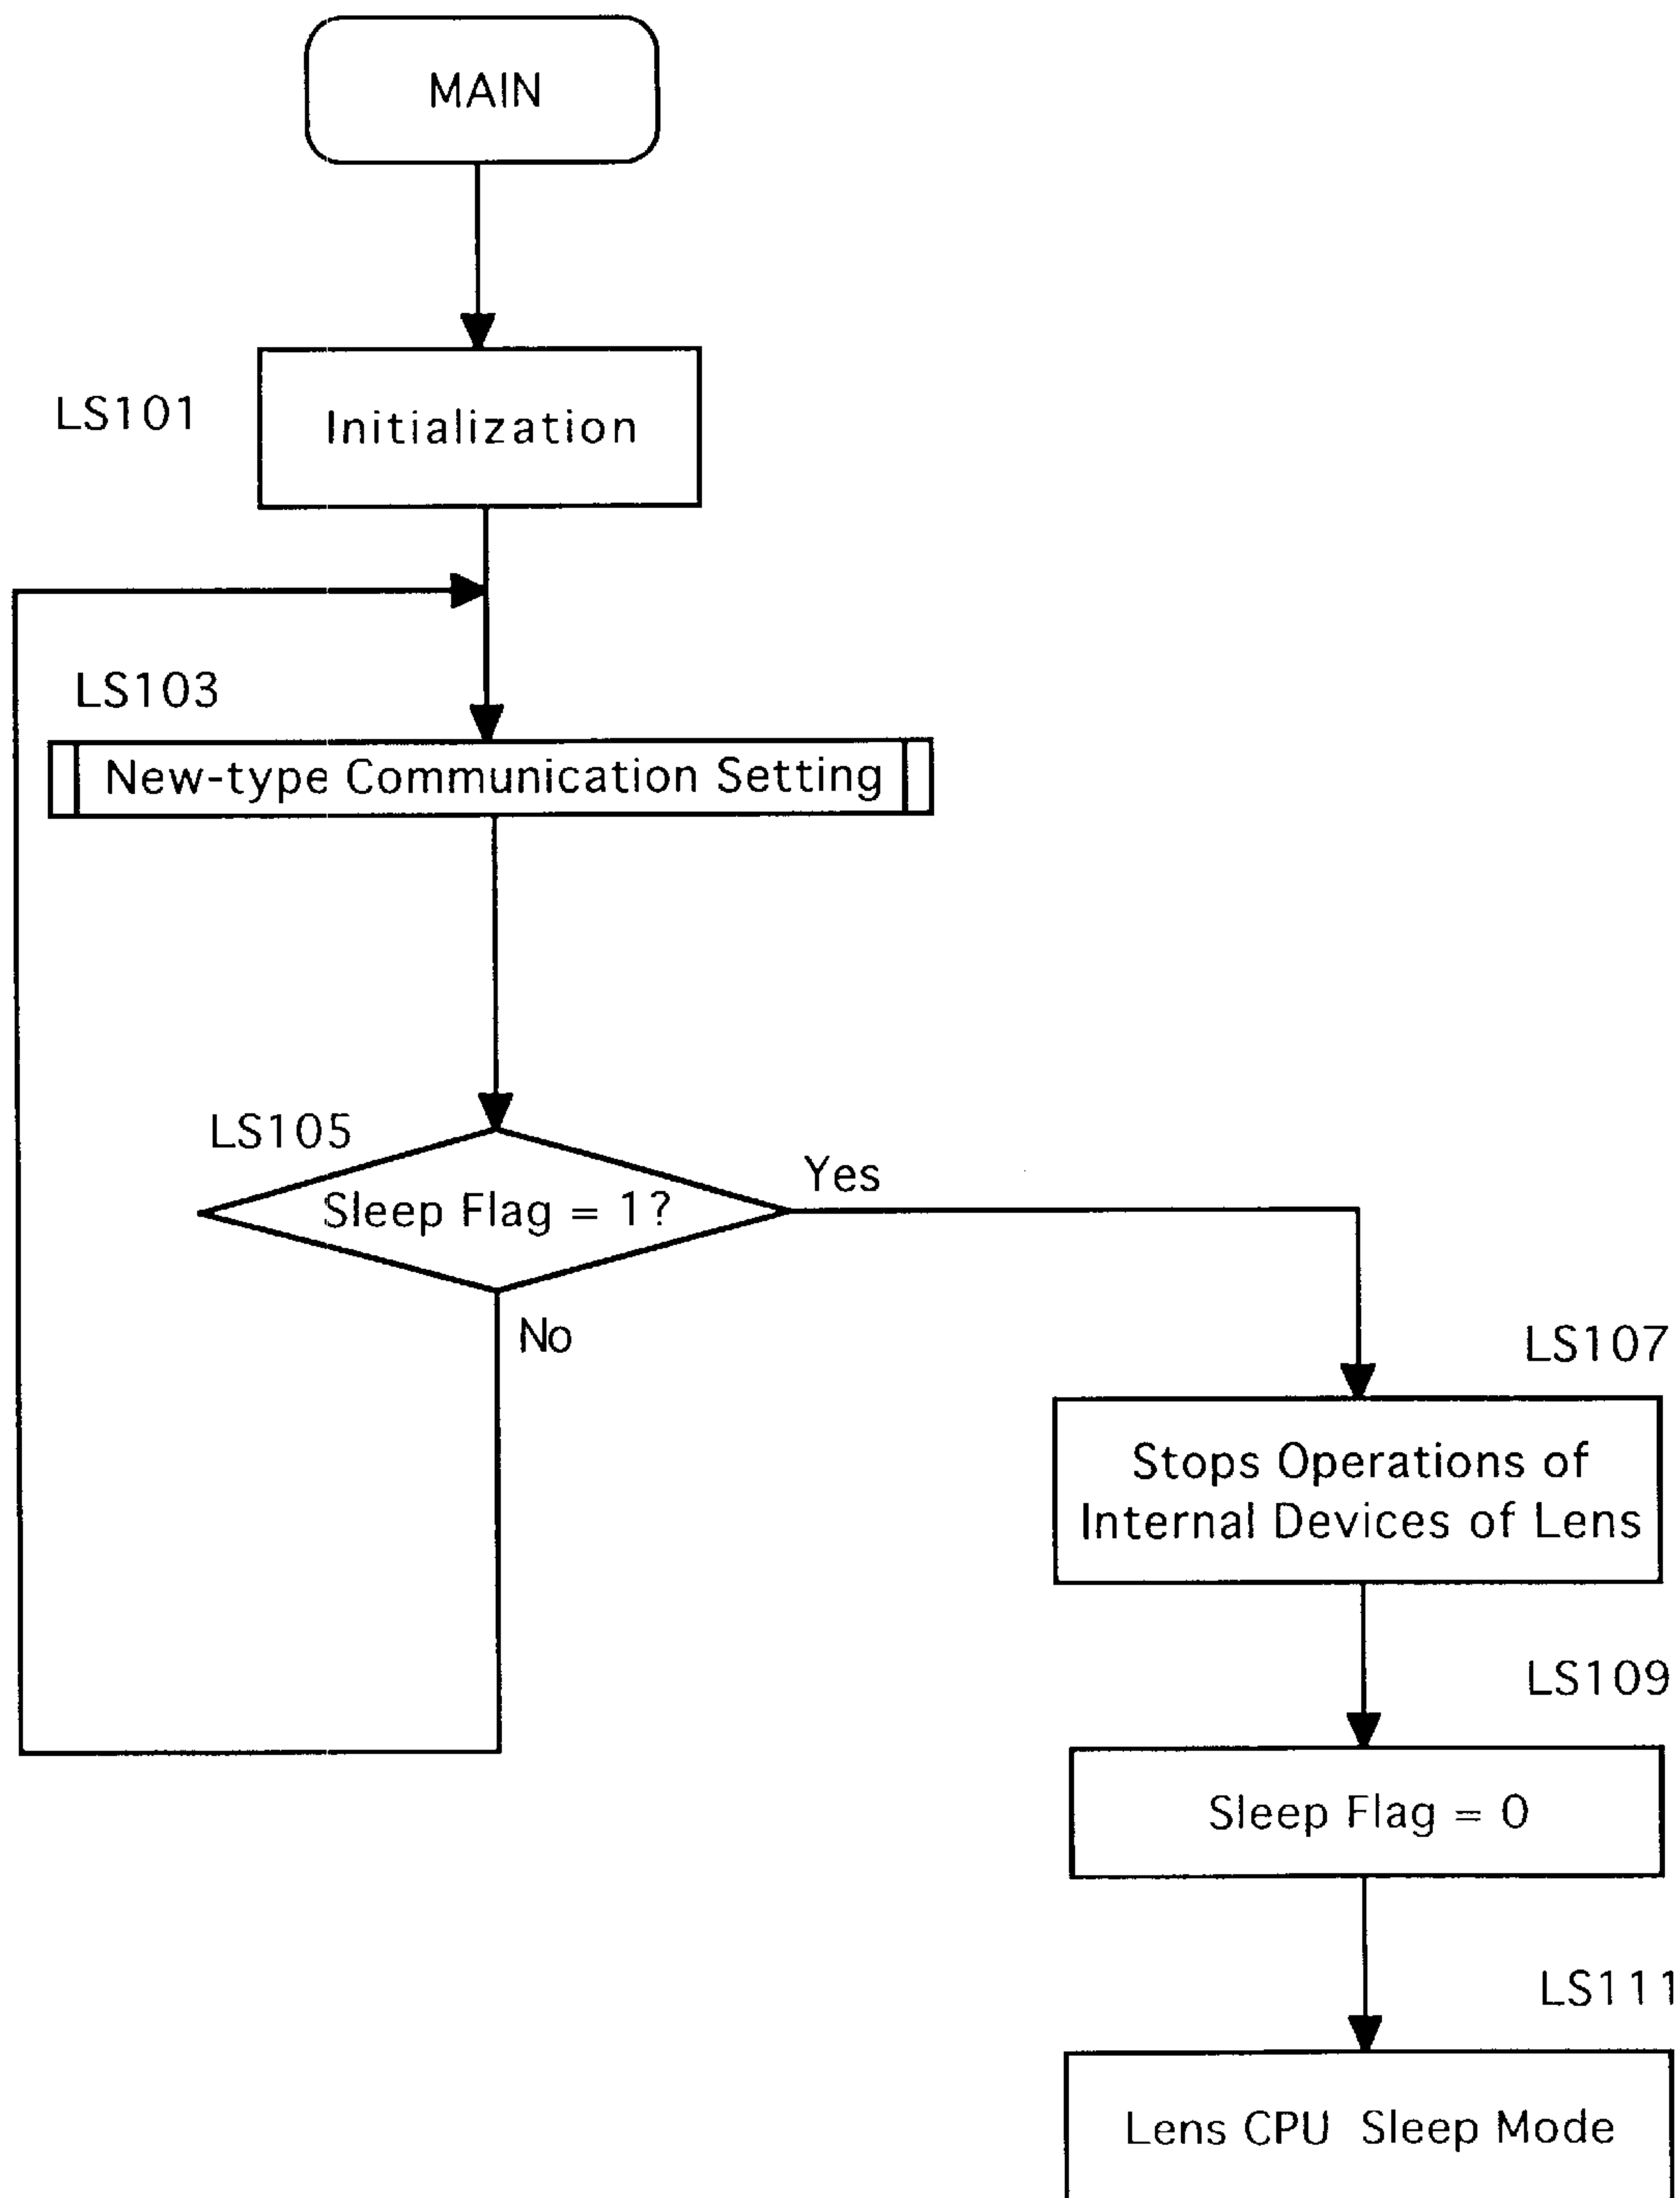 MAIN
LS101
Initialization
LS103
New-type Communication Setting
LS105
Sleep Flag = 1?
Yes
No
LS107
Stops Operations of
Internal Devices of Lens
LS109
Sleep Flag = 0
LS111
Lens CPU Sleep Mode